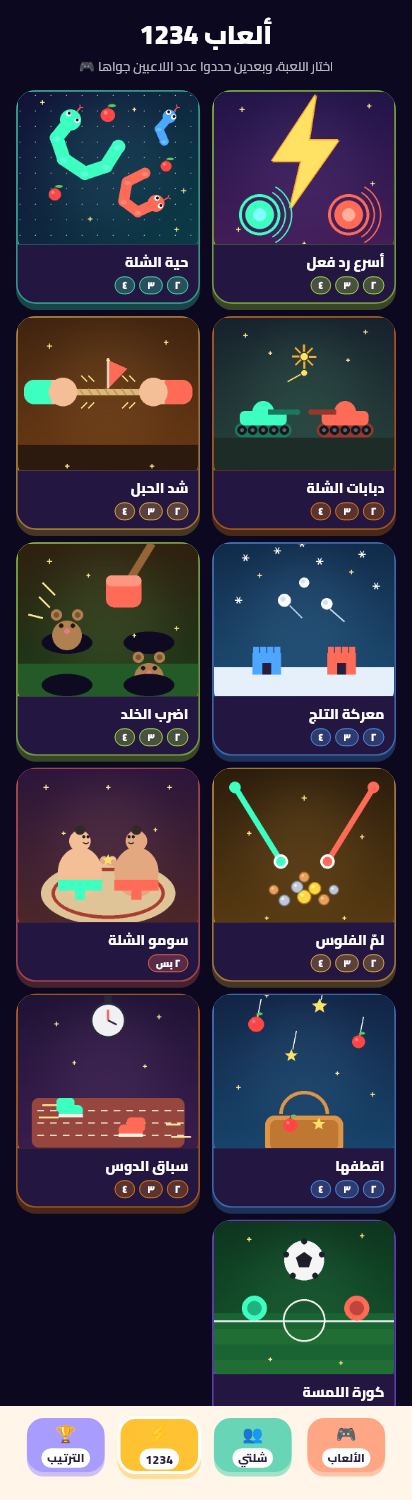 ألعاب 1234
اختار اللعبة، وبعدين حددوا عدد اللاعبين جواها 🎮
أسرع رد فعل
٢ ٣ ٤
حية الشلة
٢ ٣ ٤
دبابات الشلة
٢ ٣ ٤
شد الحبل
٢ ٣ ٤
معركة الثلج
٢ ٣ ٤
اضرب الخلد
٢ ٣ ٤
لمّ الفلوس
٢ ٣ ٤
سومو الشلة
٢ بس
اقطفها
٢ ٣ ٤
سباق الدوس
٢ ٣ ٤
كورة اللمسة
الألعاب
شلتي
1234
الترتيب